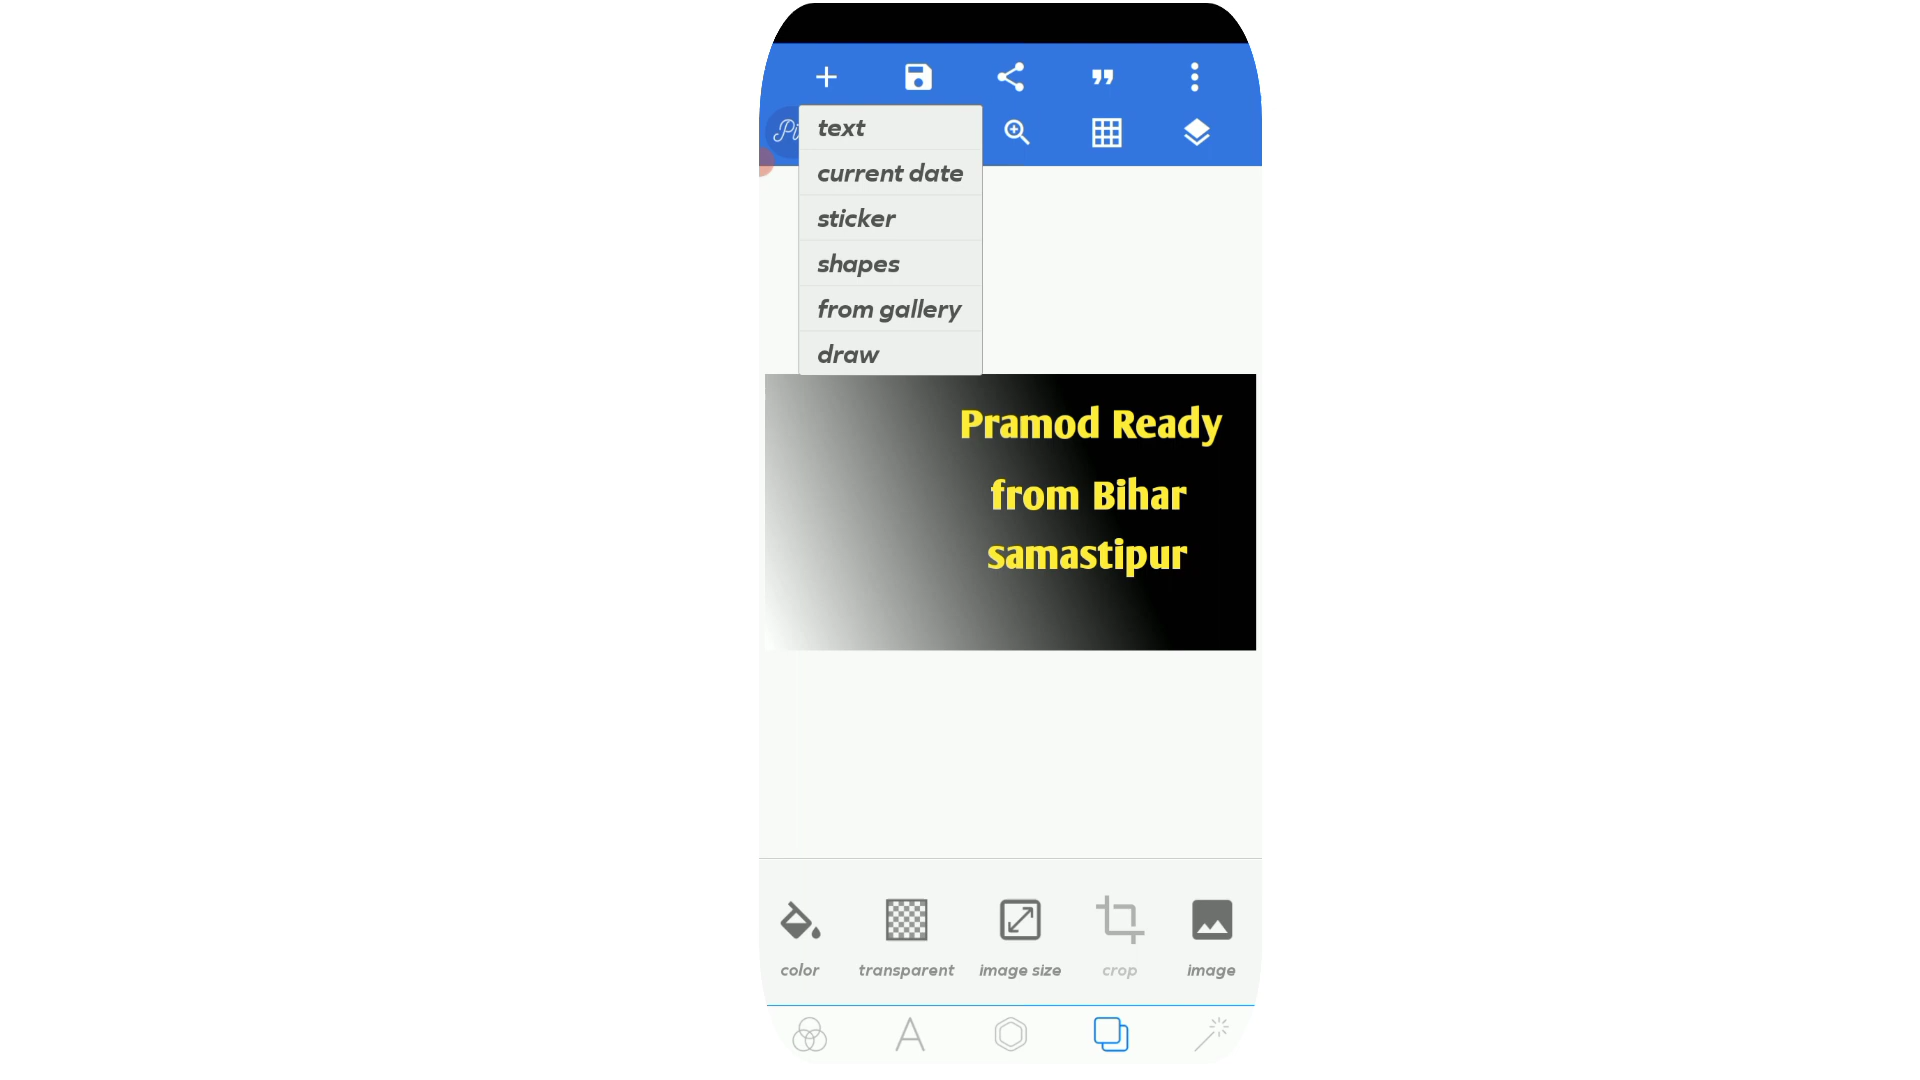 text
current date
sticker
shapes
from gallery
draw
Pramod Ready
from Bihar
samastipur
color
transparent
image size
crop
image